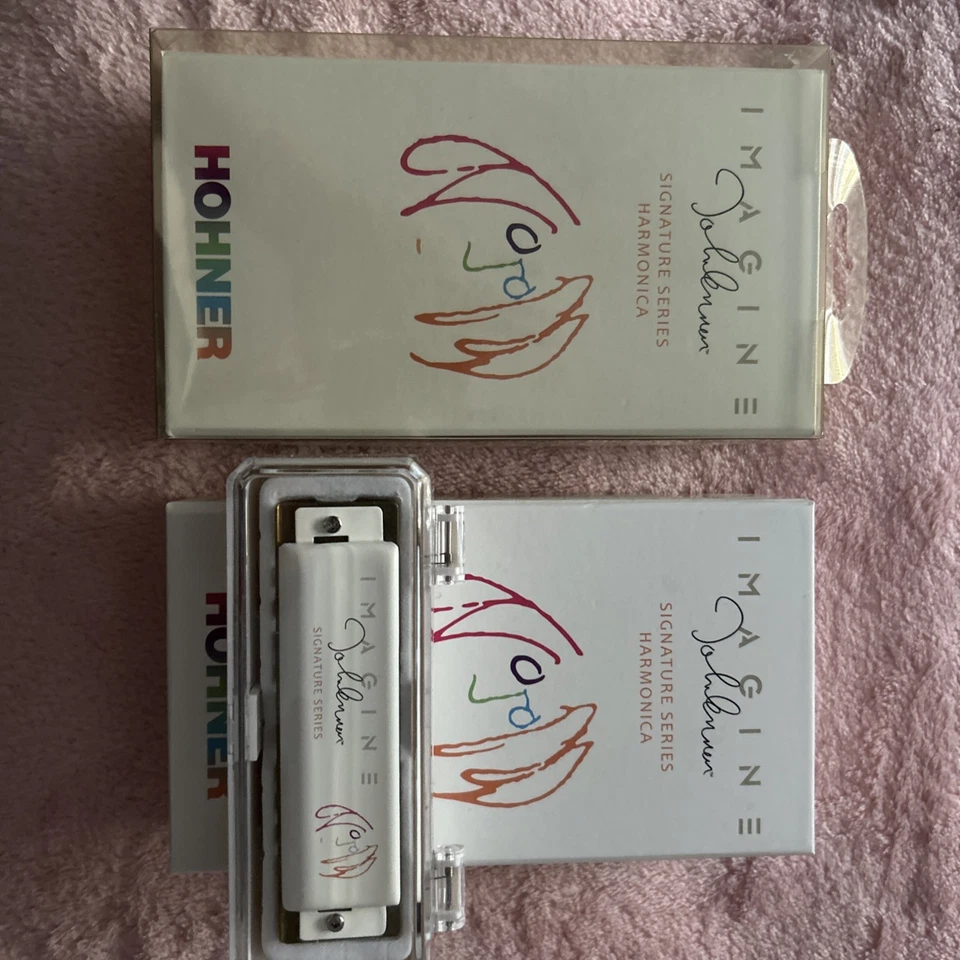 IMAGINE
John Lennon
SIGNATURE SERIES
HARMONICA
HOHNER
IMAGINE
John Lennon
SIGNATURE SERIES
HARMONICA
HOHNER
IMAGINE
John Lennon
SIGNATURE SERIES